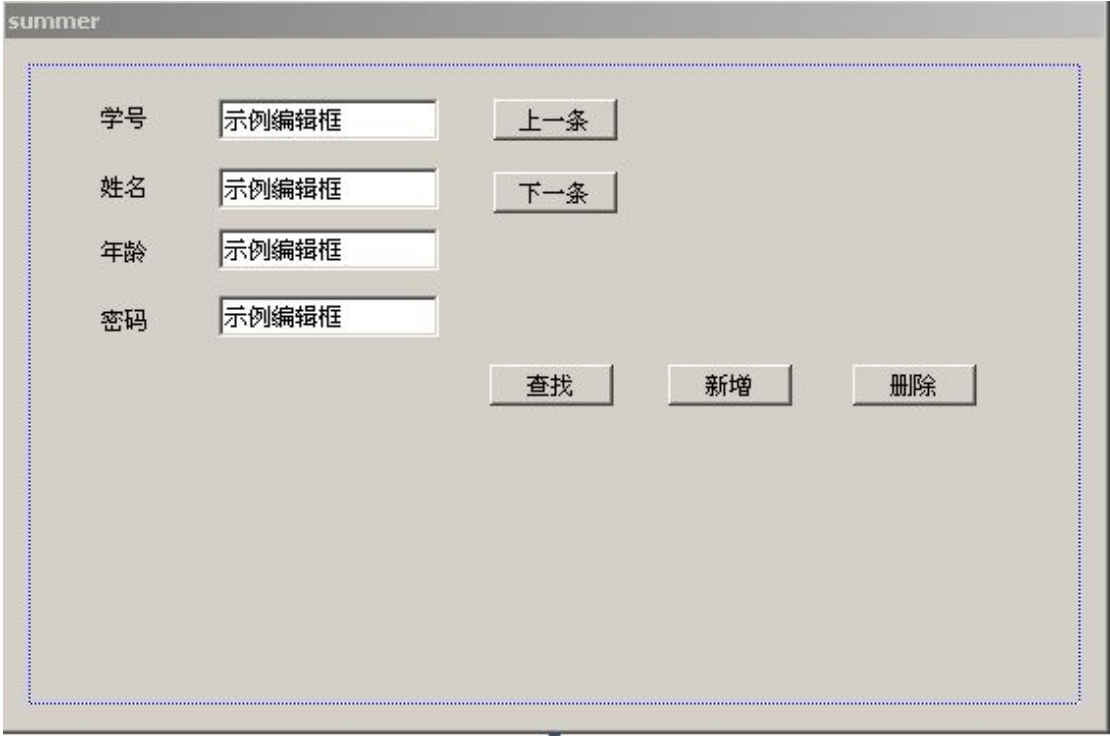 summer
学号 示例编辑框 上一条
姓名 示例编辑框 下一条
年龄 示例编辑框
密码 示例编辑框
查找 新增 删除